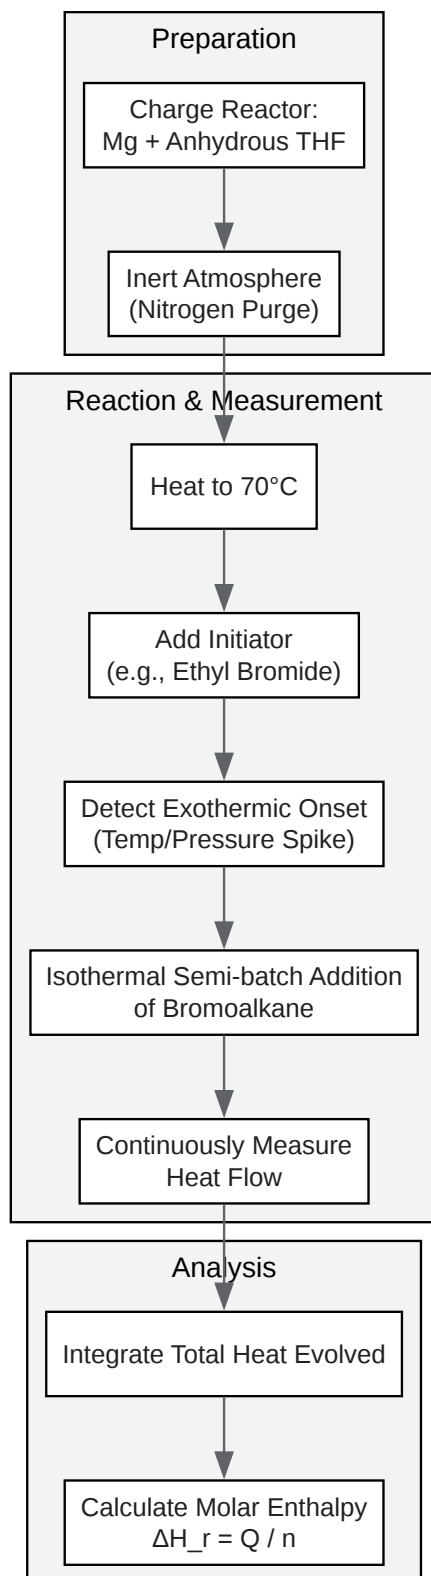 Preparation
Charge Reactor:
Mg + Anhydrous THF
Inert Atmosphere
(Nitrogen Purge)
Reaction & Measurement
Heat to 70°C
Add Initiator
(e.g., Ethyl Bromide)
Detect Exothermic Onset
(Temp/Pressure Spike)
Isothermal Semi-batch Addition
of Bromoalkane
Continuously Measure
Heat Flow
Analysis
Integrate Total Heat Evolved
Calculate Molar Enthalpy
ΔH_r = Q / n